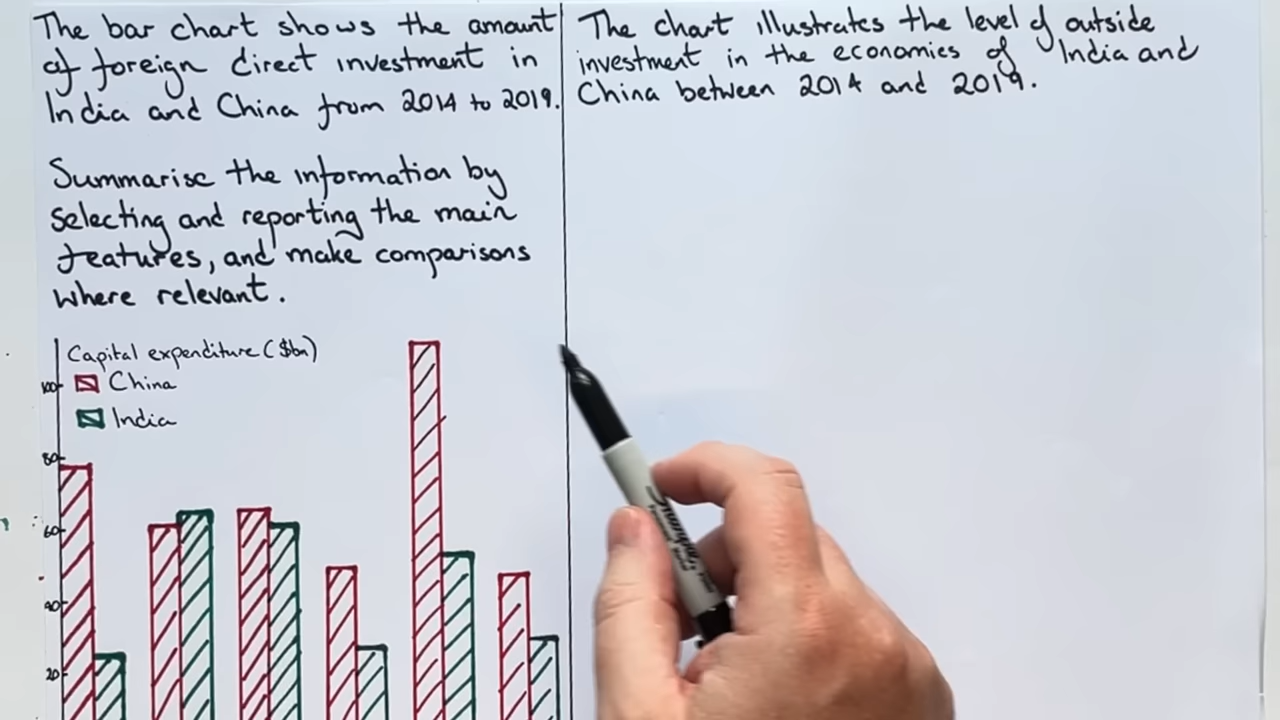 The bar chart shows the amount
of foreign direct investment in
India and China from 2014 to 2019.
Summarise the information by
selecting and reporting the main
features, and make comparisons
where relevant.
Capital expenditure ($bn)
China
India
100
80
60
40
20
The chart illustrates the level of outside
investment in the economies of India and
China between 2014 and 2019.
Sharpie